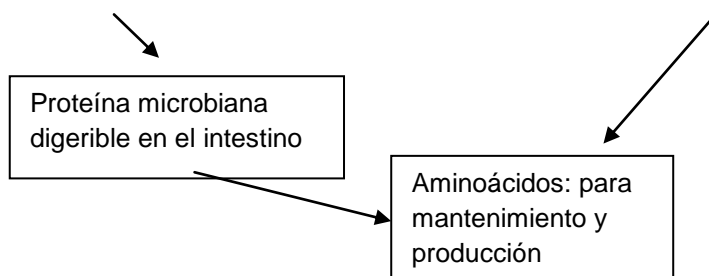 Proteína microbiana
digerible en el intestino
Aminoácidos: para
mantenimiento y
producción